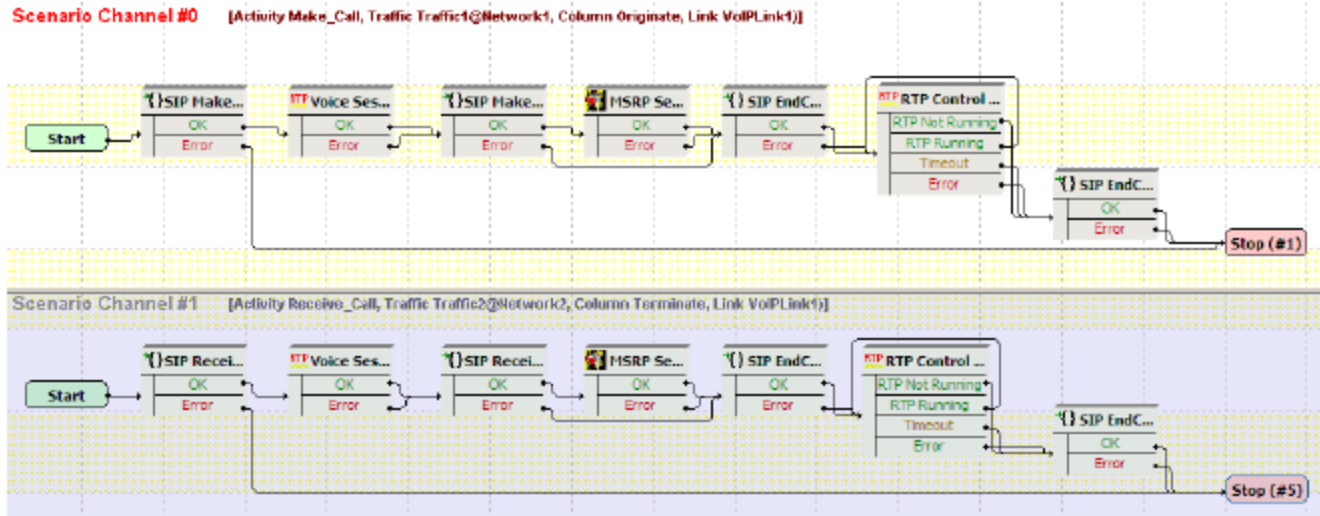 Scenario Channel #0 [Activity Make_Call, Traffic Traffic1@Network1, Column Originate, Link VoIPLink1)]
{}SIP Make... RTP Voice Ses... {}SIP Make... MSRP Se... {} SIP EndC... RTP RTP Control ...
OK OK OK OK OK RTP Not Running
Start Error Error Error Error Error RTP Running
Timeout
Error {} SIP EndC...
OK
Error
Stop (#1)
Scenario Channel #1 [Activity Receive_Call, Traffic Traffic2@Network2, Column Terminate, Link VoIPLink1)]
{}SIP Recei... RTP Voice Ses... {}SIP Recei... MSRP Se... {} SIP EndC... RTP RTP Control ...
OK OK OK OK OK RTP Not Running
Start Error Error Error Error Error RTP Running
Timeout {} SIP EndC...
Error OK
Error
Stop (#5)